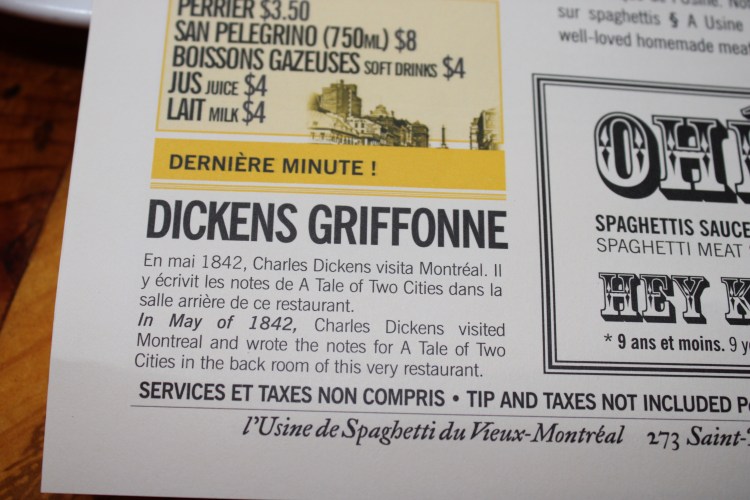 PERRIER $3.50
SAN PELEGRINO (750ML) $8
BOISSONS GAZEUSES SOFT DRINKS $4
JUS JUICE $4
LAIT MILK $4
DERNIÈRE MINUTE !
DICKENS GRIFFONNE
En mai 1842, Charles Dickens visita Montréal. Il
y écrivit les notes de A Tale of Two Cities dans la
salle arrière de ce restaurant.
In May of 1842, Charles Dickens visited
Montreal and wrote the notes for A Tale of Two
Cities in the back room of this very restaurant.
sur spaghettis § A Usine
well-loved homemade
SPAGHETTIS SAUCE
SPAGHETTI MEAT
HEY
* 9 ans et moins. 9
SERVICES ET TAXES NON COMPRIS • TIP AND TAXES NOT INCLUDED
l'Usine de Spaghetti du Vieux-Montréal 273